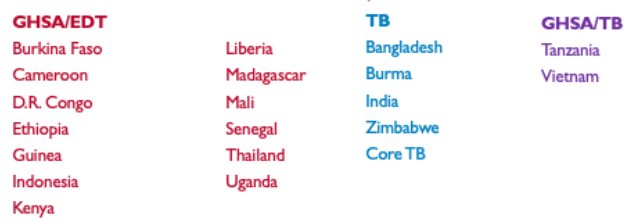 GHSA/EDT
Burkina Faso
Cameroon
D.R. Congo
Ethiopia
Guinea
Indonesia
Kenya
Liberia
Madagascar
Mali
Senegal
Thailand
Uganda
TB
Bangladesh
Burma
India
Zimbabwe
Core TB
GHSA/TB
Tanzania
Vietnam